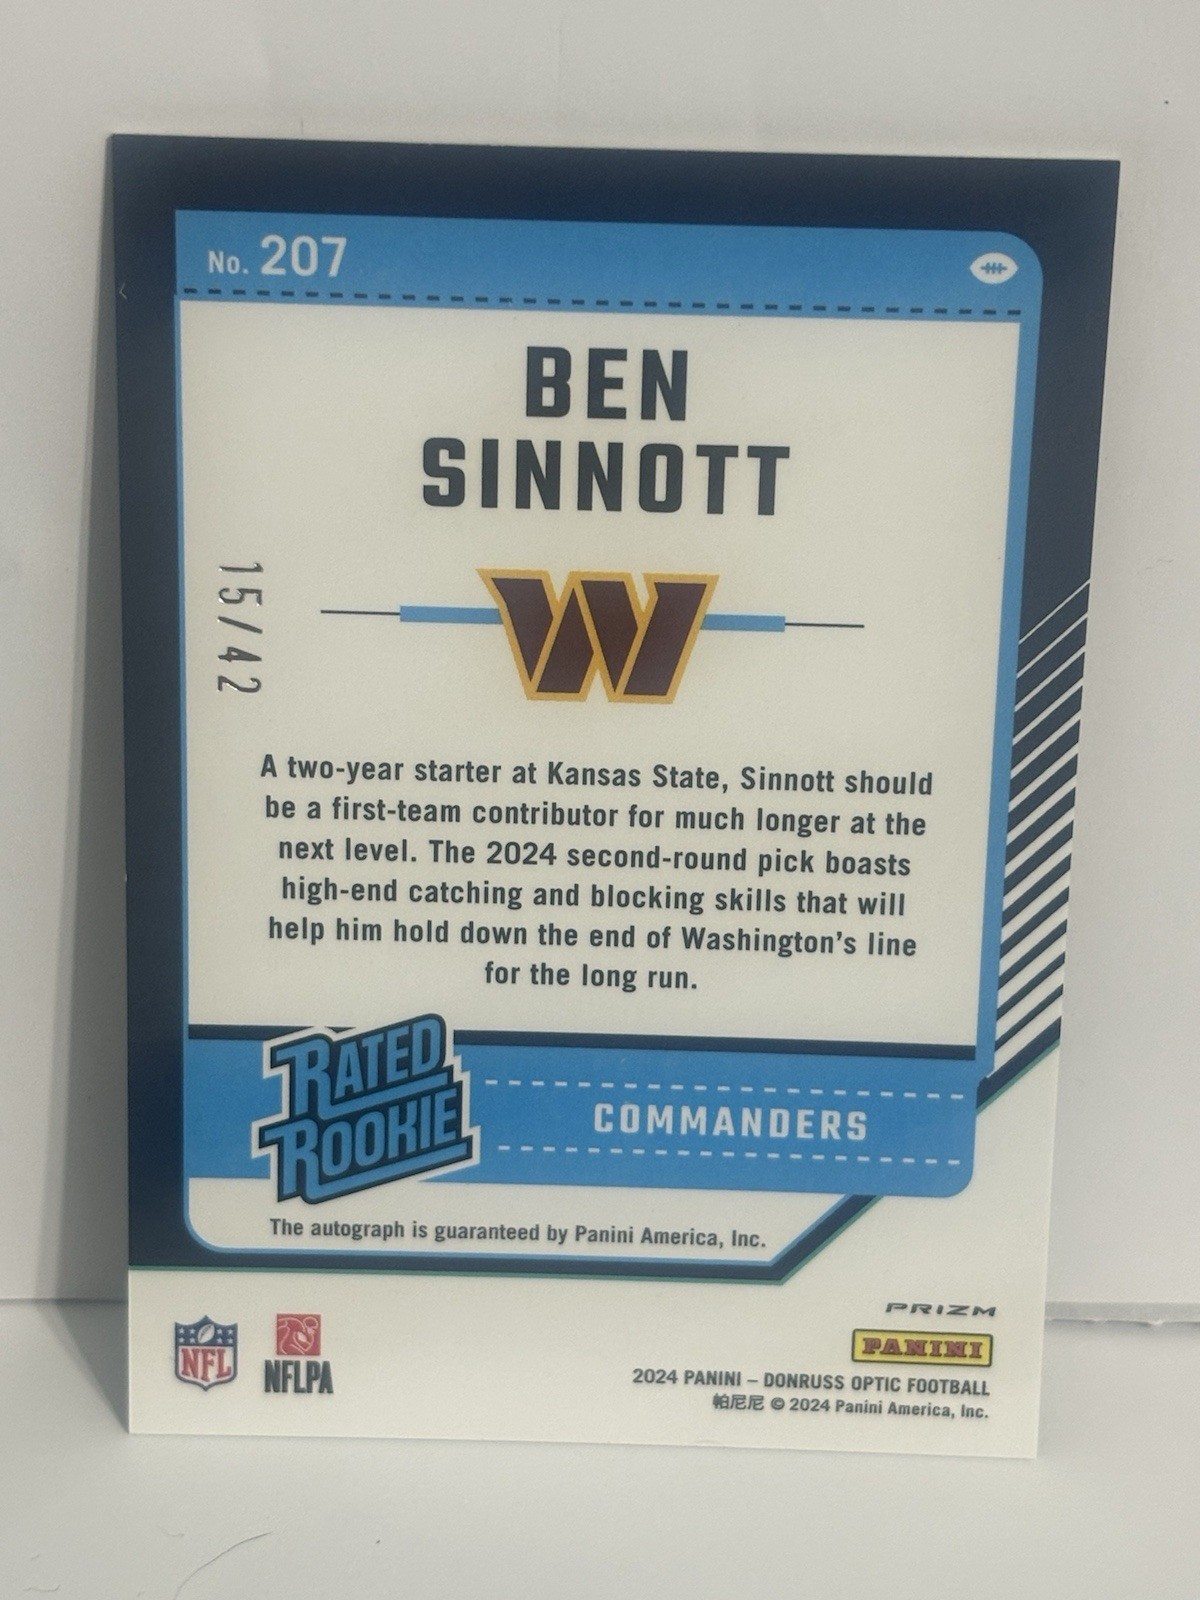 No. 207
BEN
SINNOTT
15/42
W
A two-year starter at Kansas State, Sinnott should
be a first-team contributor for much longer at the
next level. The 2024 second-round pick boasts
high-end catching and blocking skills that will
help him hold down the end of Washington's line
for the long run.
RATED
ROOKIE
COMMANDERS
The autograph is guaranteed by Panini America, Inc.
NFL
NFLPA
PRIZM
PANINI
2024 PANINI – DONRUSS OPTIC FOOTBALL
帕尼尼 © 2024 Panini America, Inc.